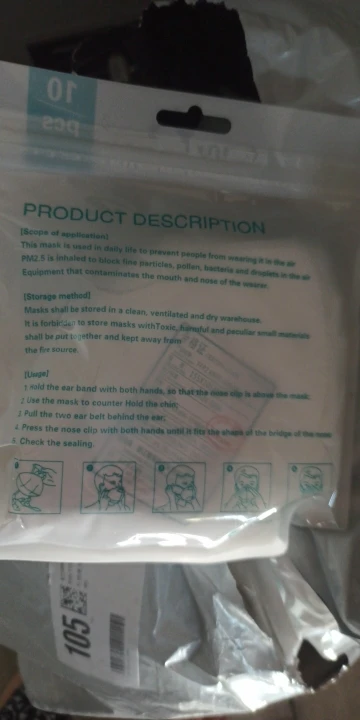 10
pcs
PRODUCT DESCRIPTION
[Scope of application]
This mask is used in daily life to prevent people from wearing it in the air
PM2.5 is inhaled to block fine particles, pollen, bacteria and droplets in the air
Equipment that contaminates the mouth and nose of the wearer.
[Storage method]
Masks shall be stored in a clean, ventilated and dry warehouse.
It is forbidden to store masks withToxic, harmful and peculiar small materials
shall be put together and kept away from
the fire source.
[Usage]
1. Hold the ear band with both hands, so that the nose clip is above the mask;
2. Use the mask to counter Hold the chin;
3. Pull the two ear belt behind the ear;
4. Press the nose clip with both hands until it fits the shape of the bridge of the nose
5. Check the sealing.
105